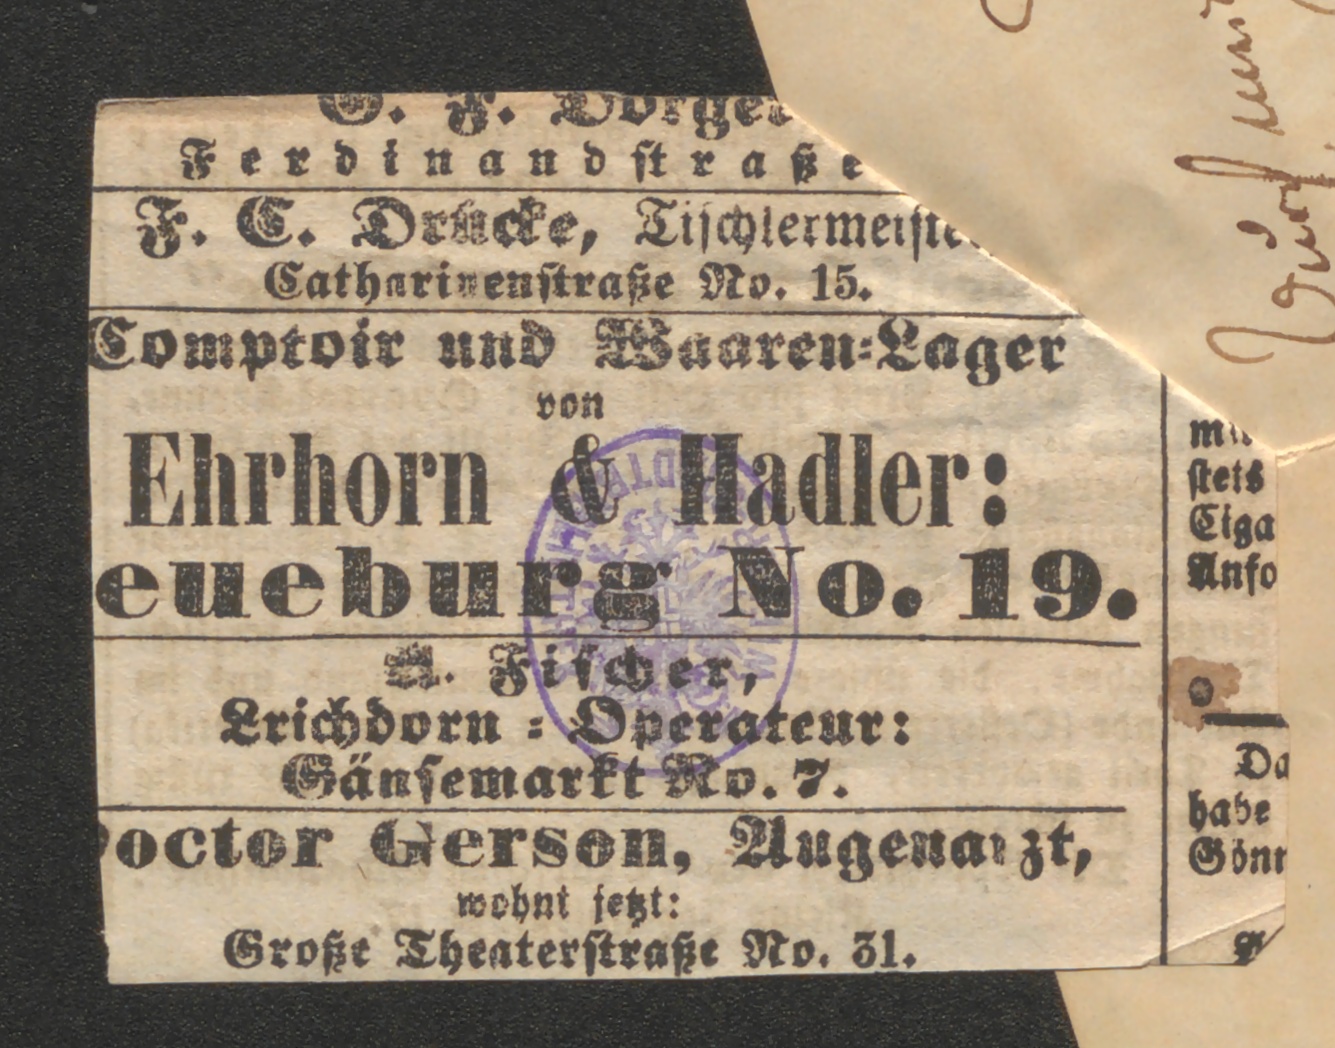 F. Dorger
Ferdinandstraße
F. C. Drücke, Tischlermeister
Catharinenstraße No. 15.
Comptoir und Waaren-Lager
von
Ehrhorn & Hadler:
eueburg No. 19.
A. Fischer,
Leichdorn-Operateur:
Gänsemarkt No. 7.
octor Gerson, Augenarzt,
wohnt jetzt:
Große Theaterstraße No. 31.
stets
Ciga
Anfo
Da
habe
Gönn